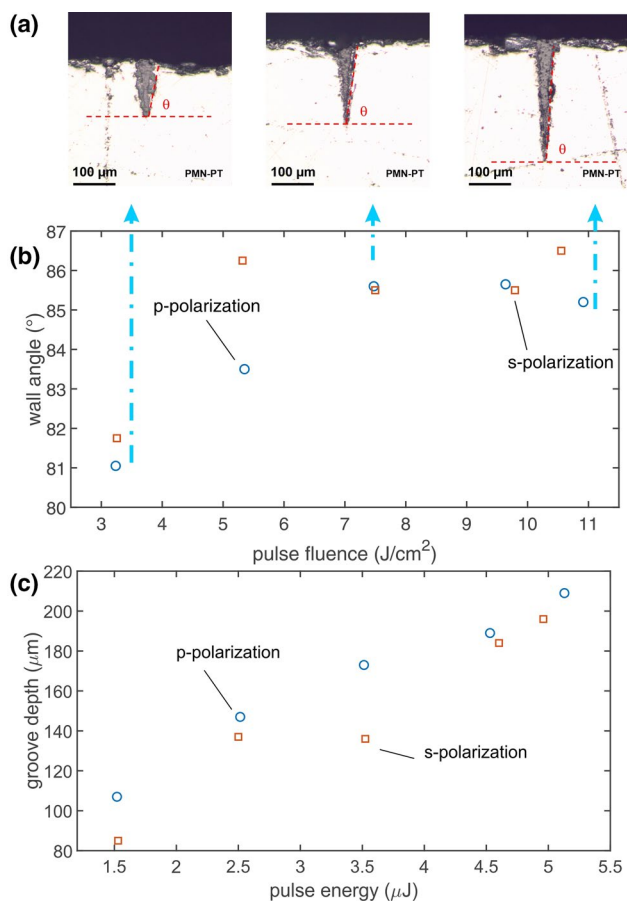 (a)
θ
θ
θ
100 μm
PMN-PT
100 μm
PMN-PT
100 μm
PMN-PT
(b)
87
86
85
84
83
82
81
80
wall angle (°)
p-polarization
s-polarization
3 4 5 6 7 8 9 10 11
pulse fluence (J/cm²)
(c)
220
200
180
160
140
120
100
80
groove depth (μm)
p-polarization
s-polarization
1.5 2 2.5 3 3.5 4 4.5 5 5.5
pulse energy (μJ)